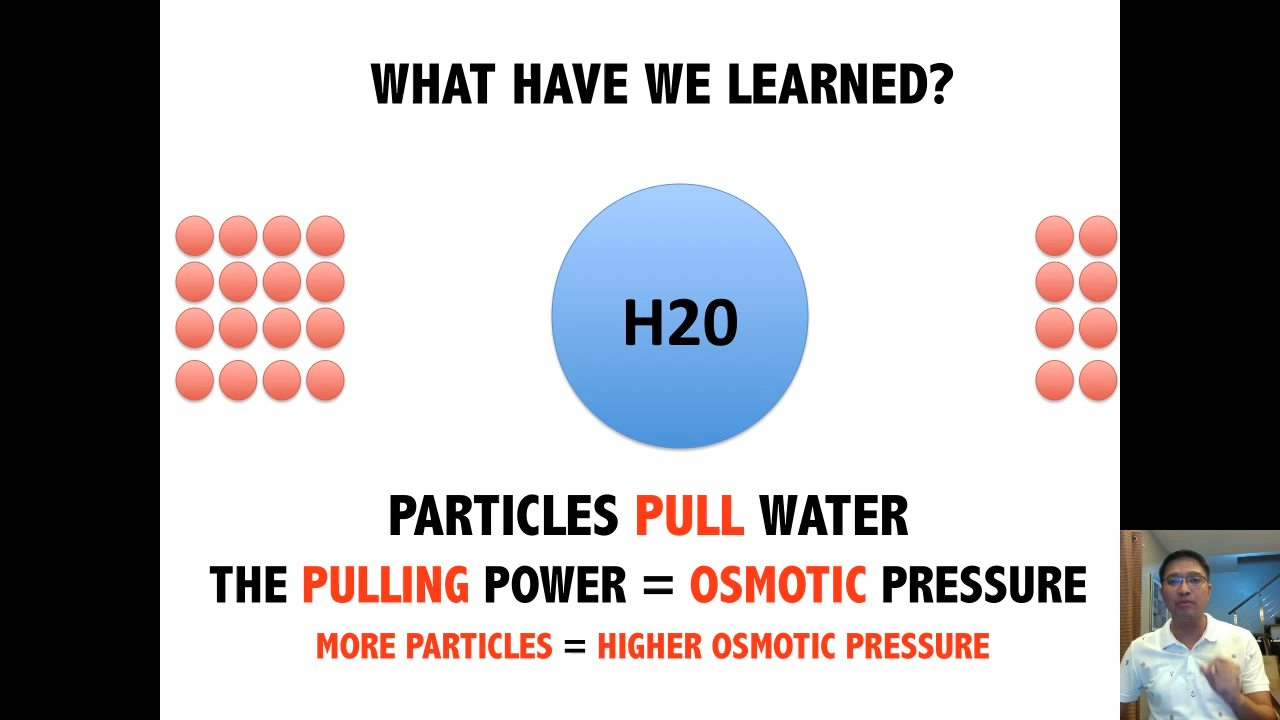 WHAT HAVE WE LEARNED?
H20
PARTICLES PULL WATER
THE PULLING POWER = OSMOTIC PRESSURE
MORE PARTICLES = HIGHER OSMOTIC PRESSURE